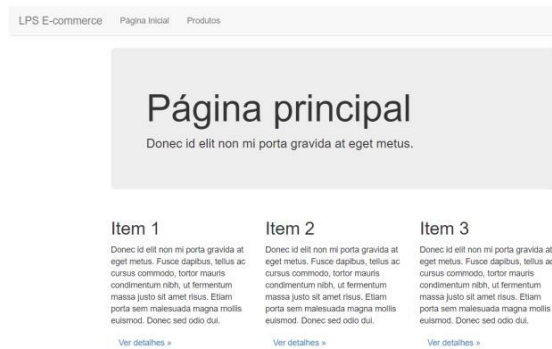 LPS E-commerce Página Inicial Produtos
Página principal
Donec id elit non mi porta gravida at eget metus.
Item 1
Donec id elit non mi porta gravida at
eget metus. Fusce dapibus, tellus ac
cursus commodo, tortor mauris
condimentum nibh, ut fermentum
massa justo sit amet risus. Etiam
porta sem malesuada magna mollis
euismod. Donec sed odio dui.
Ver detalhes »
Item 2
Donec id elit non mi porta gravida at
eget metus. Fusce dapibus, tellus ac
cursus commodo, tortor mauris
condimentum nibh, ut fermentum
massa justo sit amet risus. Etiam
porta sem malesuada magna mollis
euismod. Donec sed odio dui.
Ver detalhes »
Item 3
Donec id elit non mi porta gravida at
eget metus. Fusce dapibus, tellus ac
cursus commodo, tortor mauris
condimentum nibh, ut fermentum
massa justo sit amet risus. Etiam
porta sem malesuada magna mollis
euismod. Donec sed odio dui.
Ver detalhes »